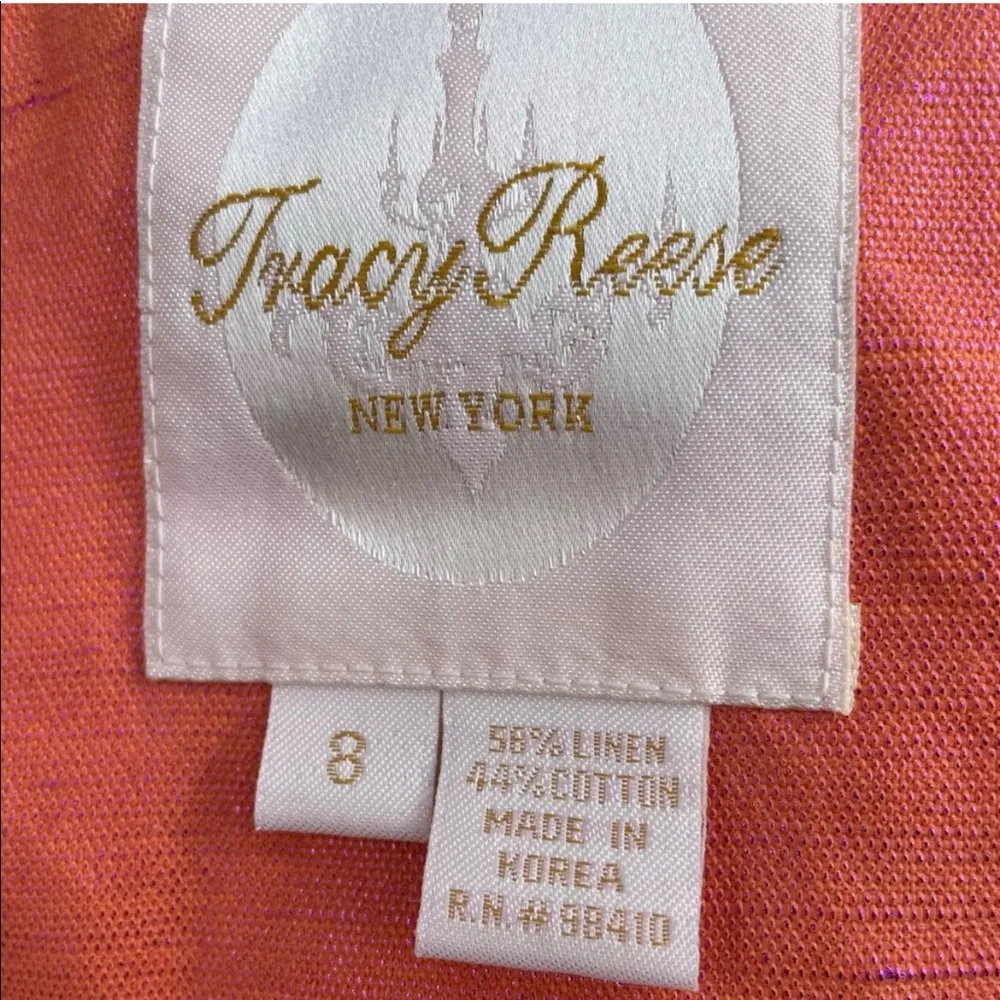 Tracy Reese
NEW YORK
8
56% LINEN
44% COTTON
MADE IN
KOREA
R.N.# 98410